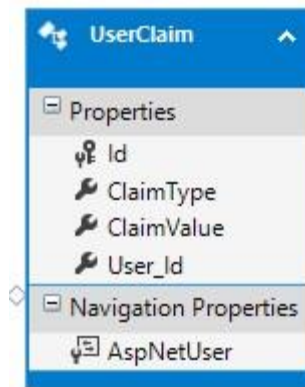 UserClaim
Properties
Id
ClaimType
ClaimValue
User_Id
Navigation Properties
AspNetUser